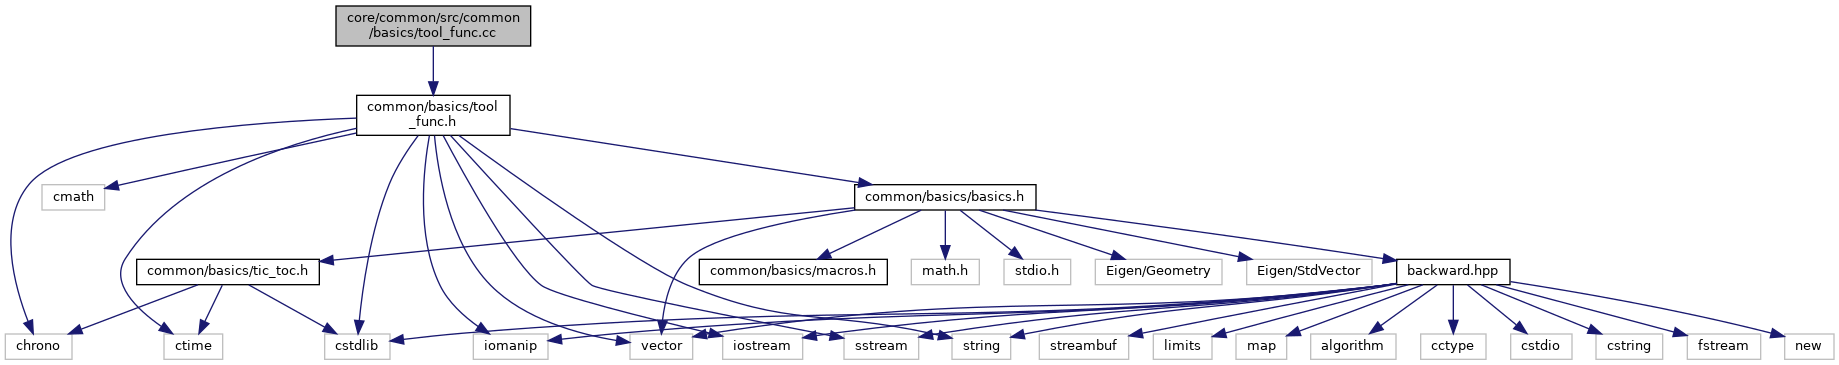 core/common/src/common
/basics/tool_func.cc
common/basics/tool
_func.h
cmath
common/basics/basics.h
common/basics/tic_toc.h
common/basics/macros.h
math.h
stdio.h
Eigen/Geometry
Eigen/StdVector
backward.hpp
chrono
ctime
cstdlib
iomanip
vector
iostream
sstream
string
streambuf
limits
map
algorithm
cctype
cstdio
cstring
fstream
new